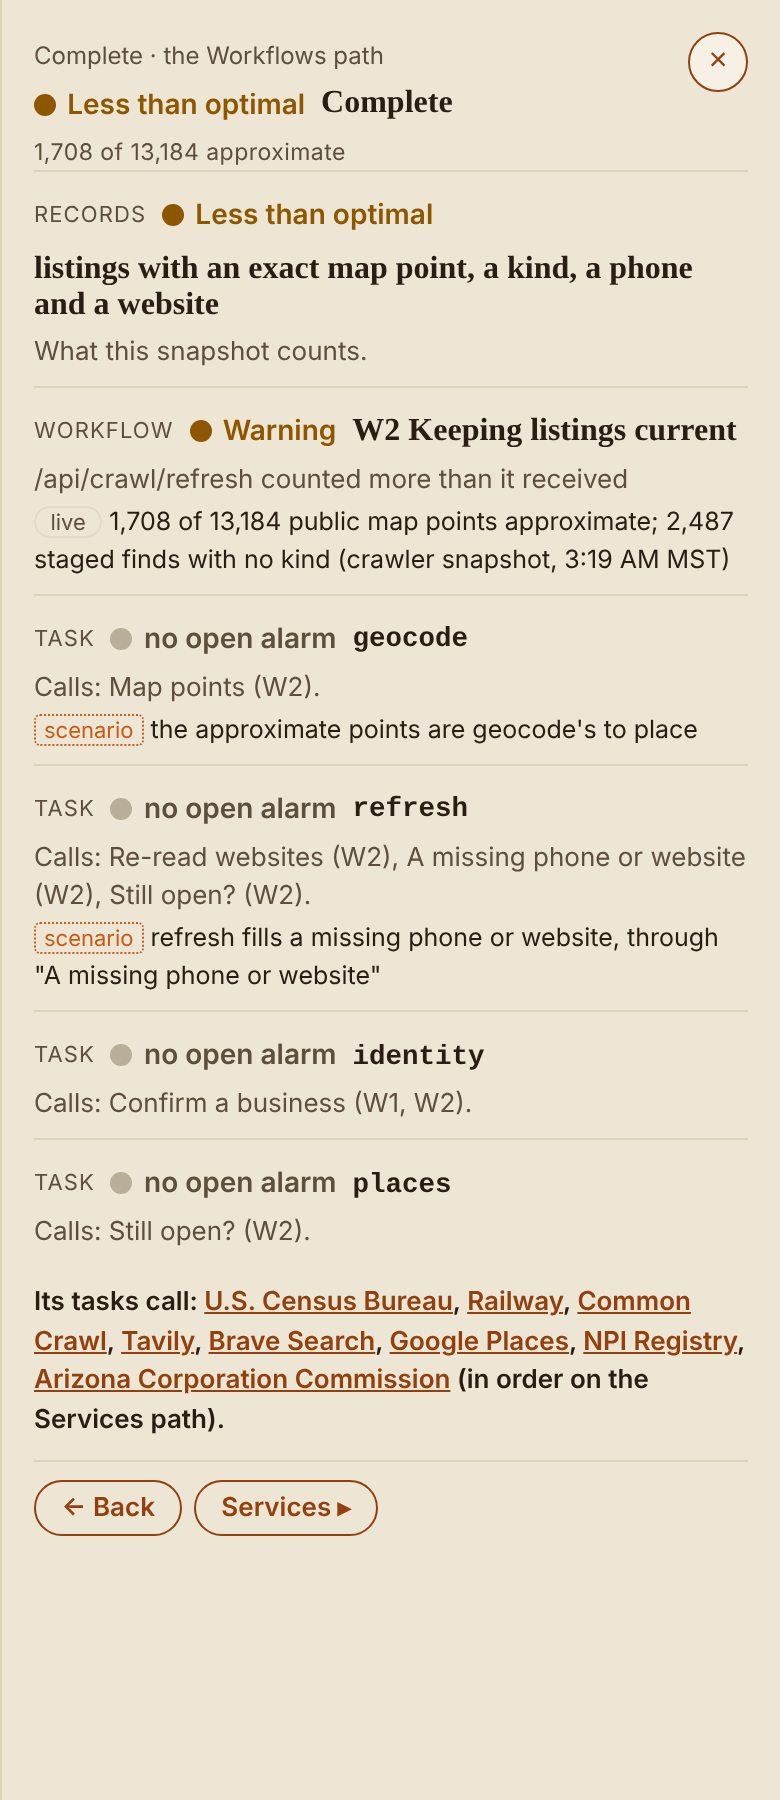 Complete · the Workflows path
×
Less than optimal Complete
1,708 of 13,184 approximate
RECORDS Less than optimal
listings with an exact map point, a kind, a phone
and a website
What this snapshot counts.
WORKFLOW Warning W2 Keeping listings current
/api/crawl/refresh counted more than it received
live 1,708 of 13,184 public map points approximate; 2,487
staged finds with no kind (crawler snapshot, 3:19 AM MST)
TASK no open alarm geocode
Calls: Map points (W2).
scenario the approximate points are geocode's to place
TASK no open alarm refresh
Calls: Re-read websites (W2), A missing phone or website
(W2), Still open? (W2).
scenario refresh fills a missing phone or website, through
"A missing phone or website"
TASK no open alarm identity
Calls: Confirm a business (W1, W2).
TASK no open alarm places
Calls: Still open? (W2).
Its tasks call: U.S. Census Bureau, Railway, Common
Crawl, Tavily, Brave Search, Google Places, NPI Registry,
Arizona Corporation Commission (in order on the
Services path).
← Back Services ▸